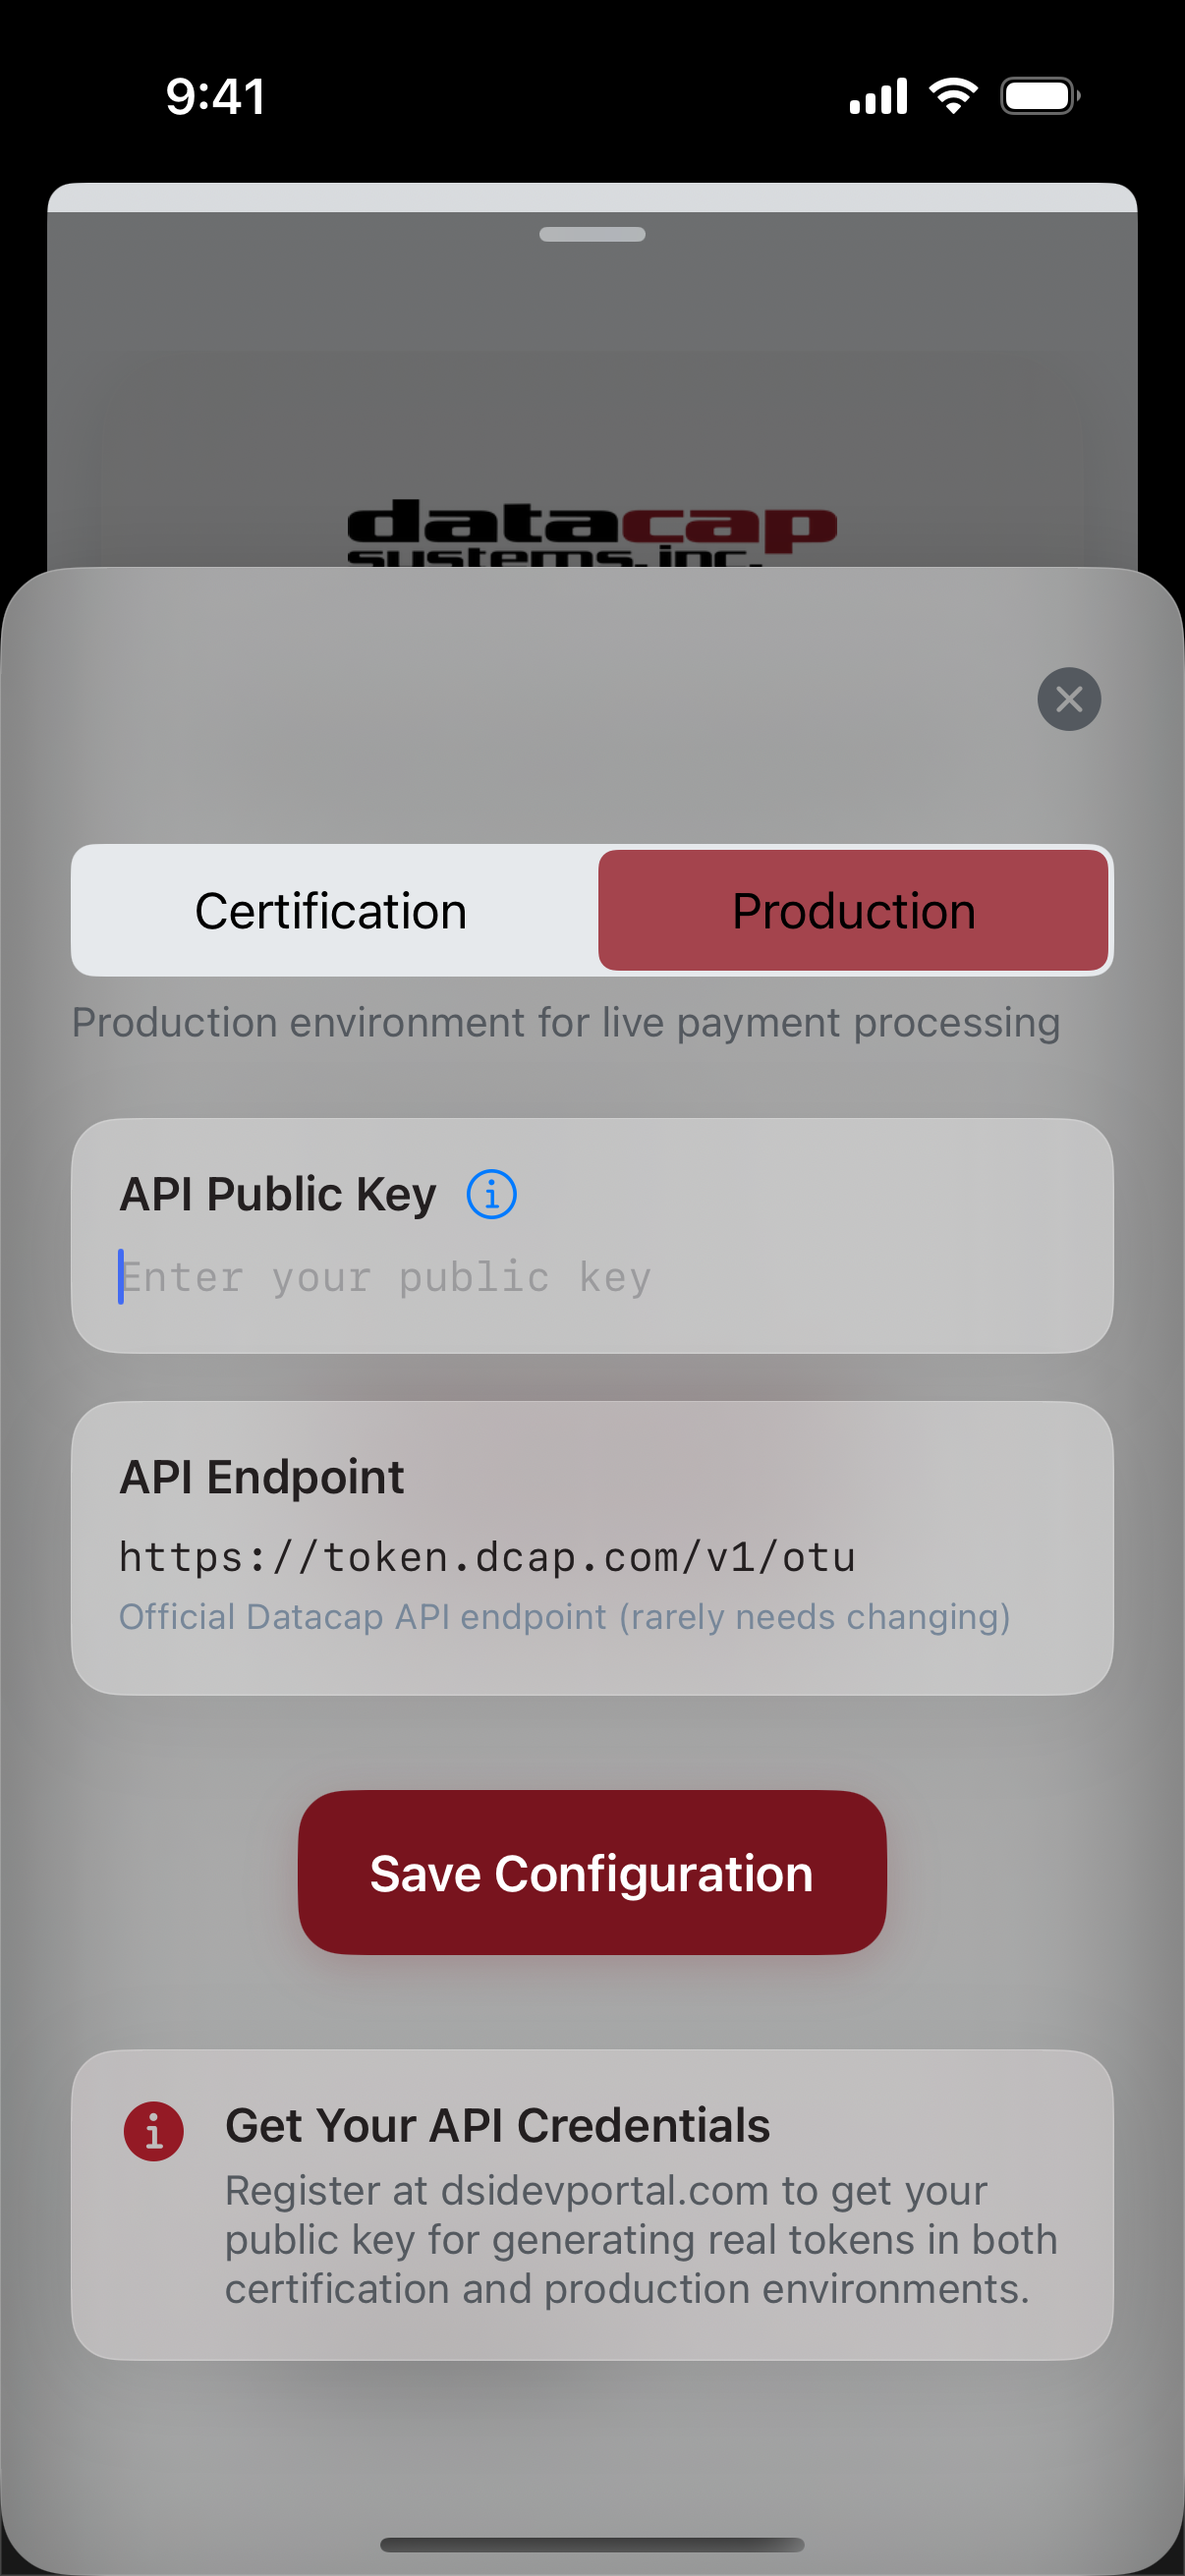 9:41
datacap
systems, inc.
Certification
Production
Production environment for live payment processing
API Public Key
Enter your public key
API Endpoint
https://token.dcap.com/v1/otu
Official Datacap API endpoint (rarely needs changing)
Save Configuration
Get Your API Credentials
Register at dsidevportal.com to get your
public key for generating real tokens in both
certification and production environments.